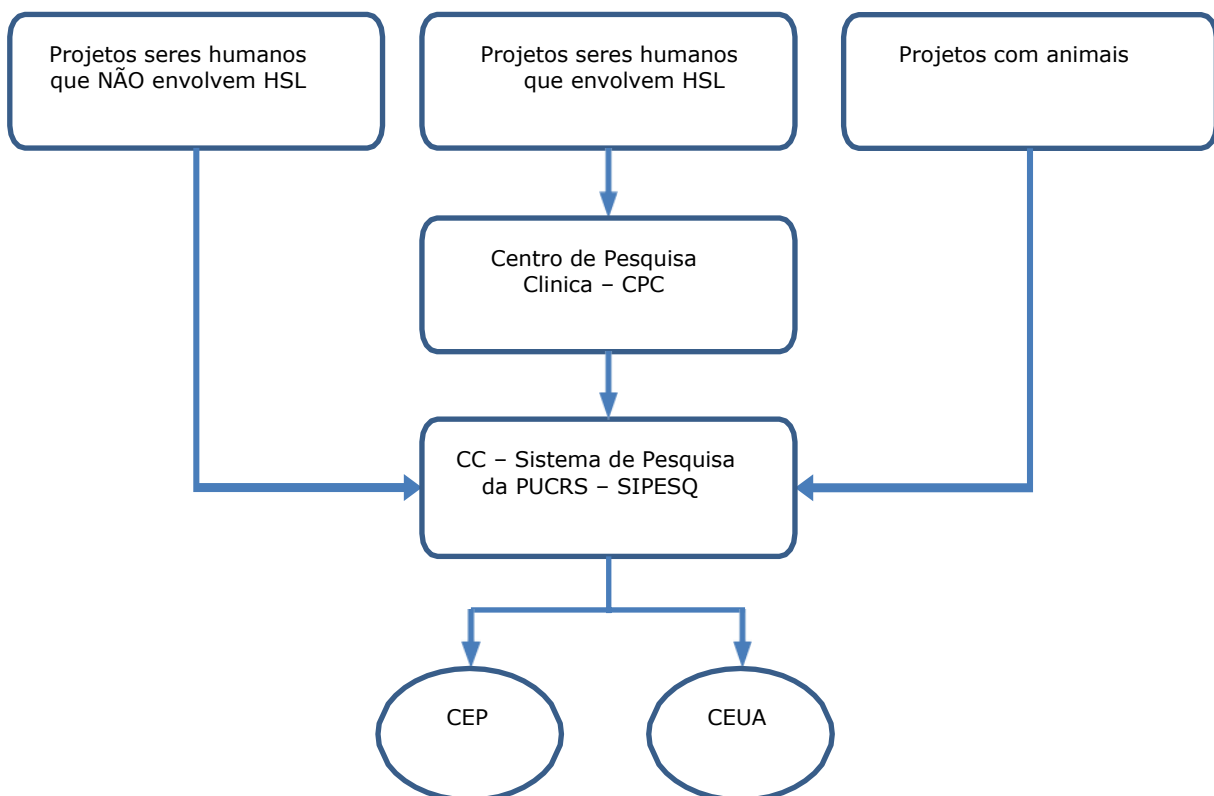 Projetos seres humanos
que NÃO envolvem HSL
Projetos seres humanos
que envolvem HSL
Projetos com animais
Centro de Pesquisa
Clinica – CPC
CC – Sistema de Pesquisa
da PUCRS – SIPESQ
CEP
CEUA